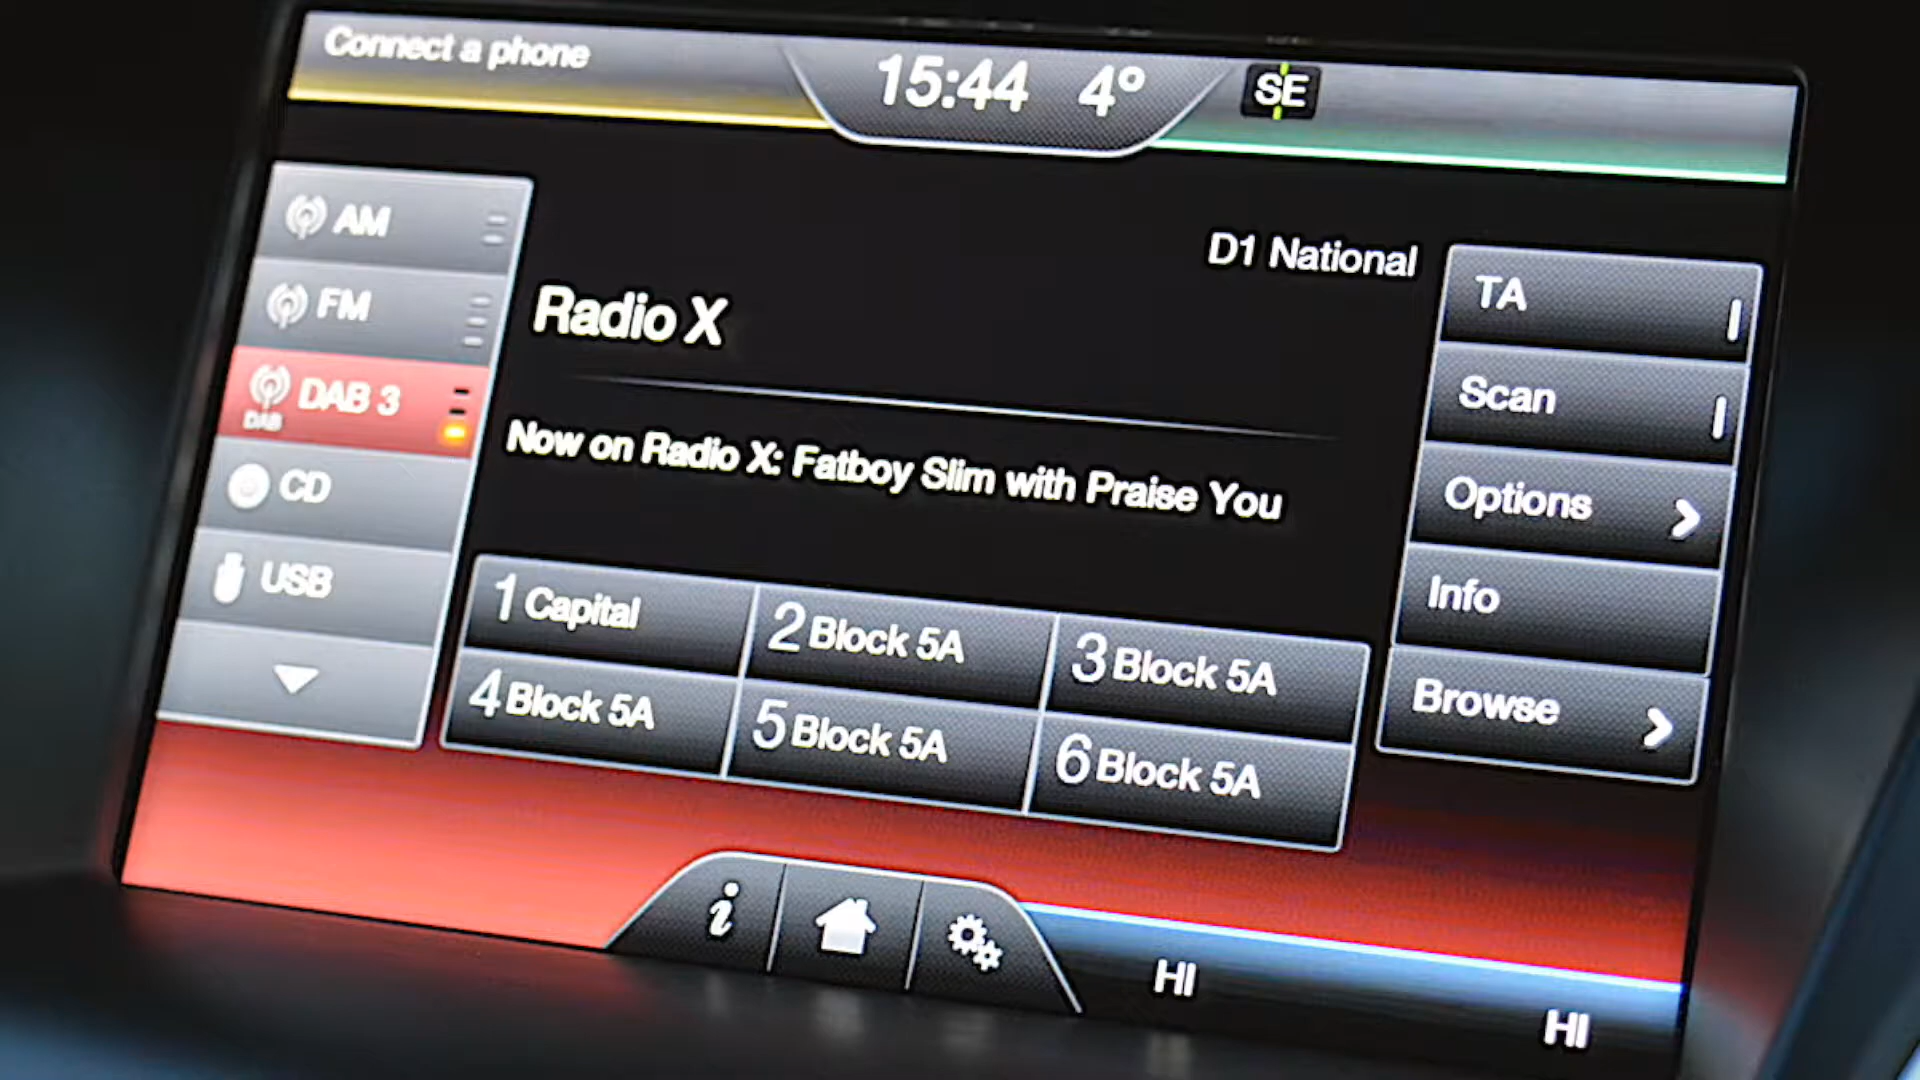 Connect a phone
15:44 4°
SE
AM
FM
DAB 3
DAB
CD
USB
D1 National
Radio X
Now on Radio X: Fatboy Slim with Praise You
1 Capital
2 Block 5A
3 Block 5A
4 Block 5A
5 Block 5A
6 Block 5A
TA
Scan
Options
Info
Browse
i
HI
HI